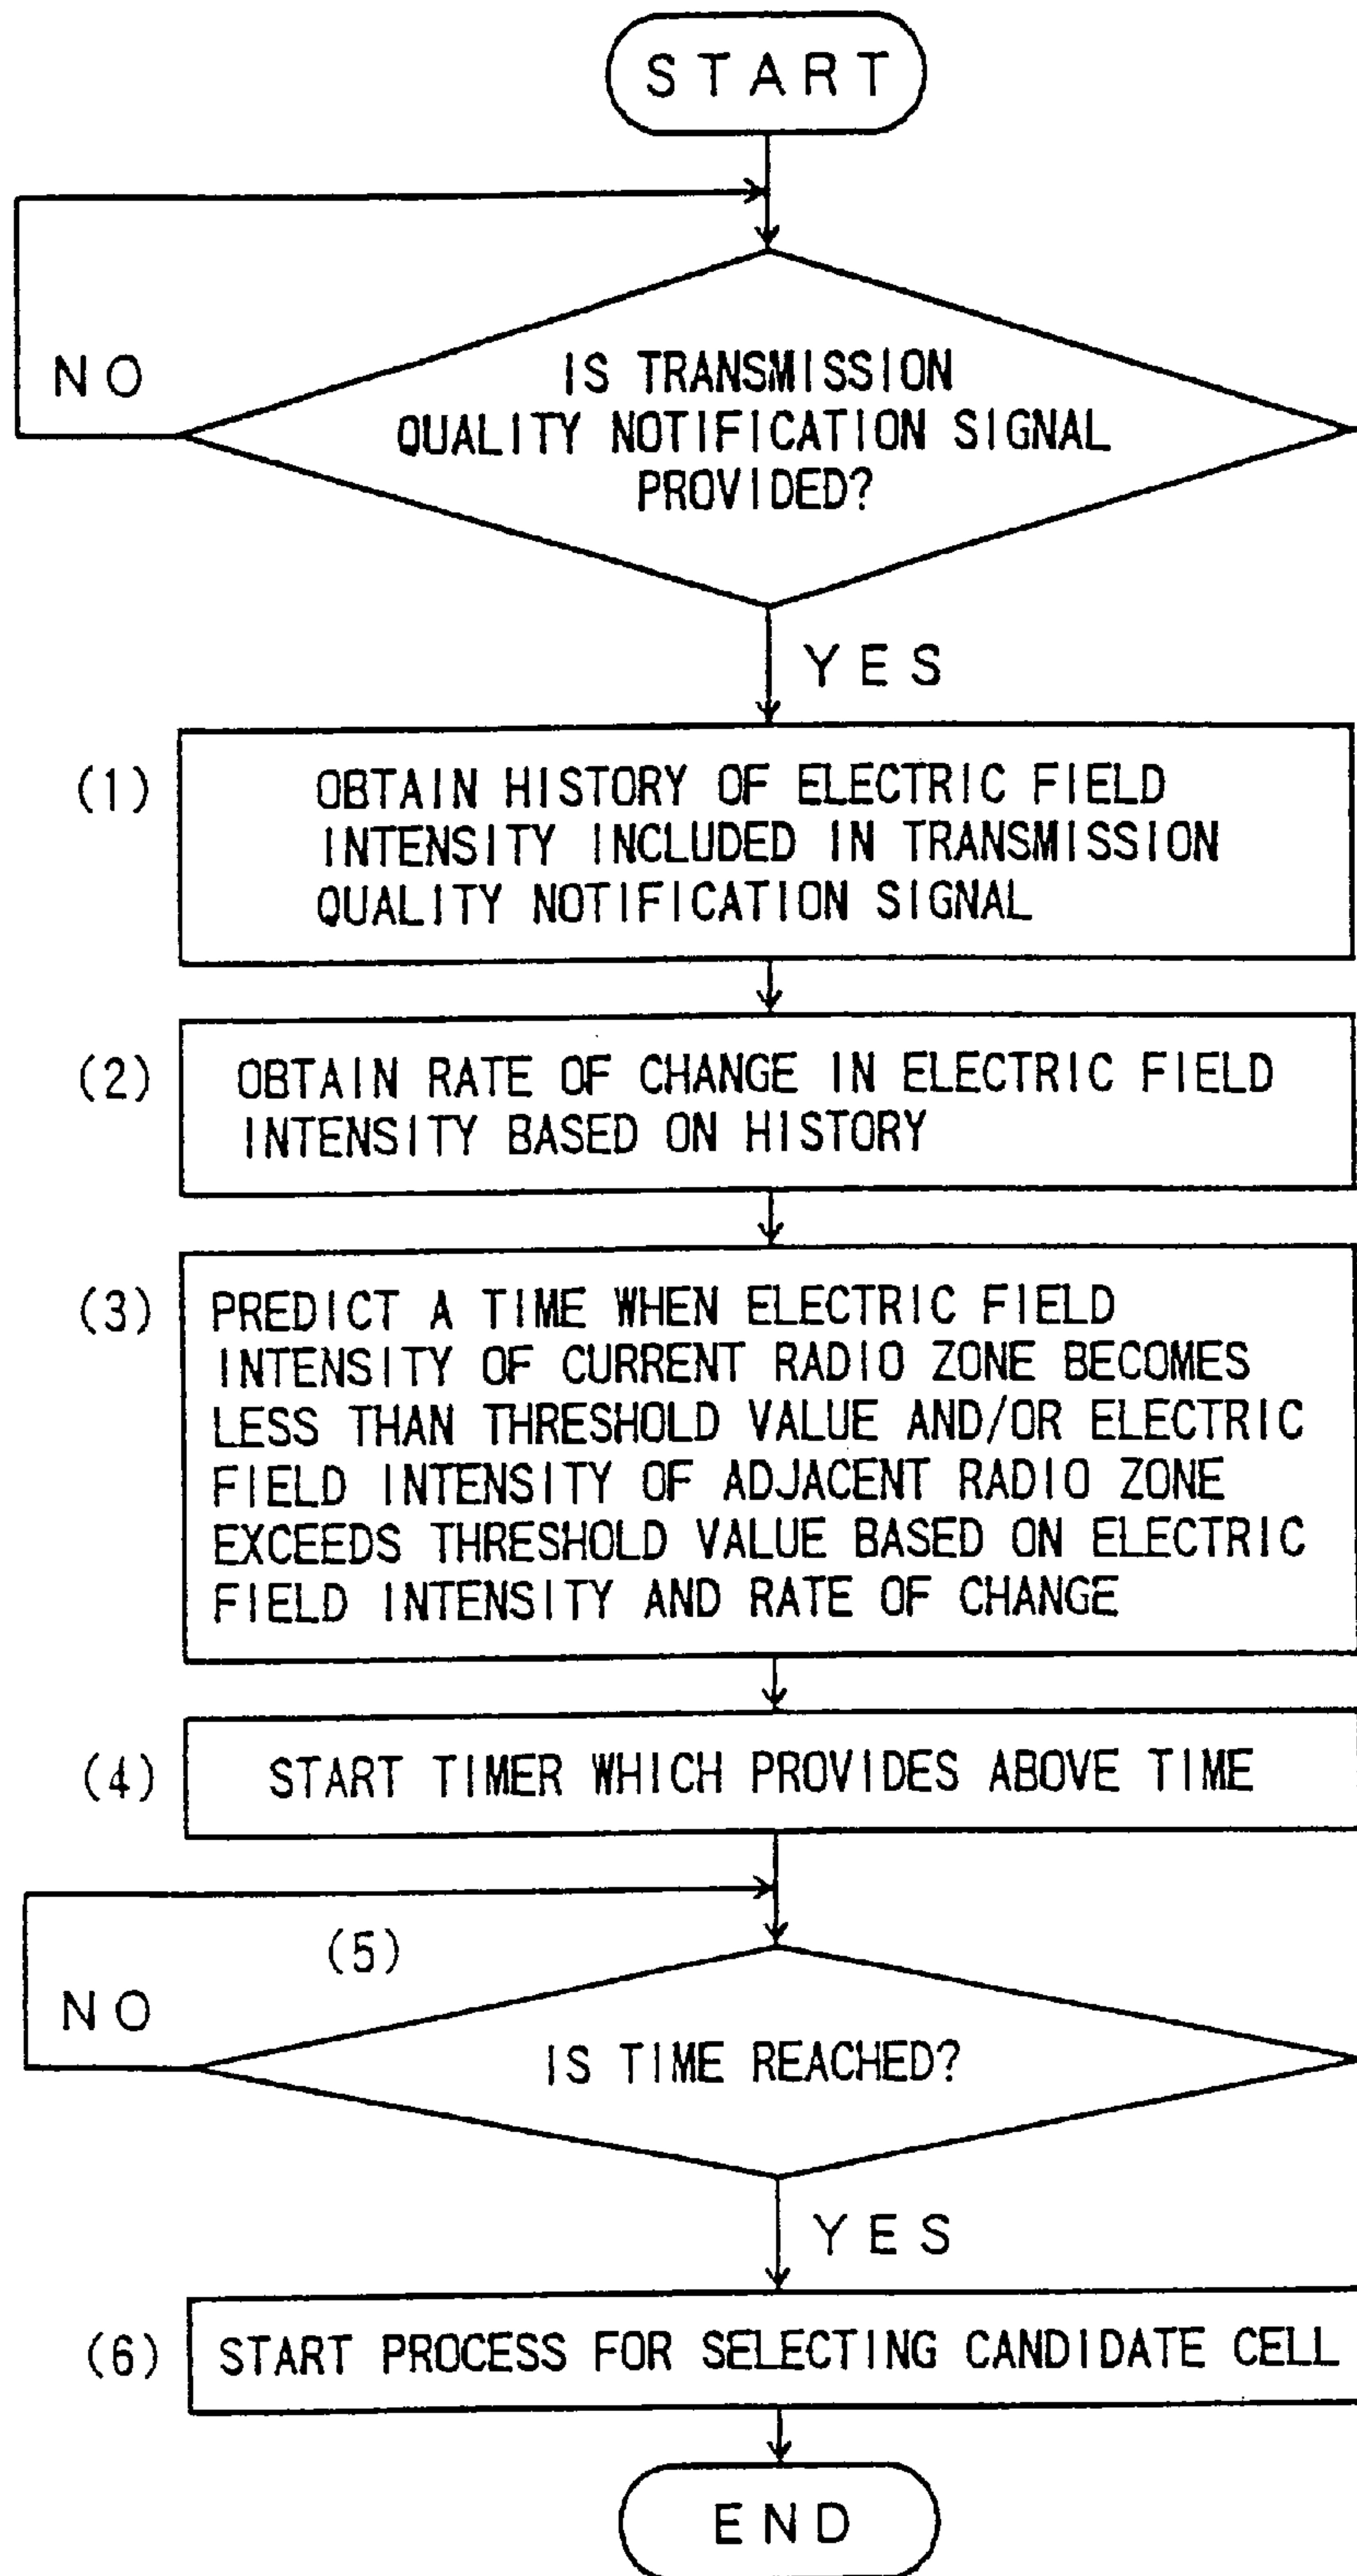 START
NO
IS TRANSMISSION
QUALITY NOTIFICATION SIGNAL
PROVIDED?
YES
(1)
OBTAIN HISTORY OF ELECTRIC FIELD
INTENSITY INCLUDED IN TRANSMISSION
QUALITY NOTIFICATION SIGNAL
(2)
OBTAIN RATE OF CHANGE IN ELECTRIC FIELD
INTENSITY BASED ON HISTORY
(3)
PREDICT A TIME WHEN ELECTRIC FIELD
INTENSITY OF CURRENT RADIO ZONE BECOMES
LESS THAN THRESHOLD VALUE AND/OR ELECTRIC
FIELD INTENSITY OF ADJACENT RADIO ZONE
EXCEEDS THRESHOLD VALUE BASED ON ELECTRIC
FIELD INTENSITY AND RATE OF CHANGE
(4)
START TIMER WHICH PROVIDES ABOVE TIME
(5)
NO
IS TIME REACHED?
YES
(6)
START PROCESS FOR SELECTING CANDIDATE CELL
END